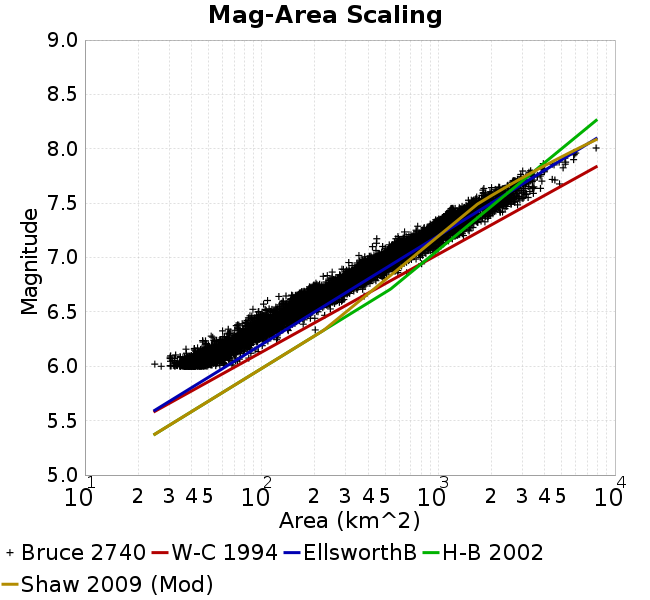 Mag-Area Scaling
9.0
8.5
8.0
7.5
7.0
6.5
6.0
5.5
5.0
Magnitude
10^1 2 3 4 5 10^2 2 3 4 5 10^3 2 3 4 5 10^4
Area (km^2)
Bruce 2740 W-C 1994 EllsworthB H-B 2002
Shaw 2009 (Mod)